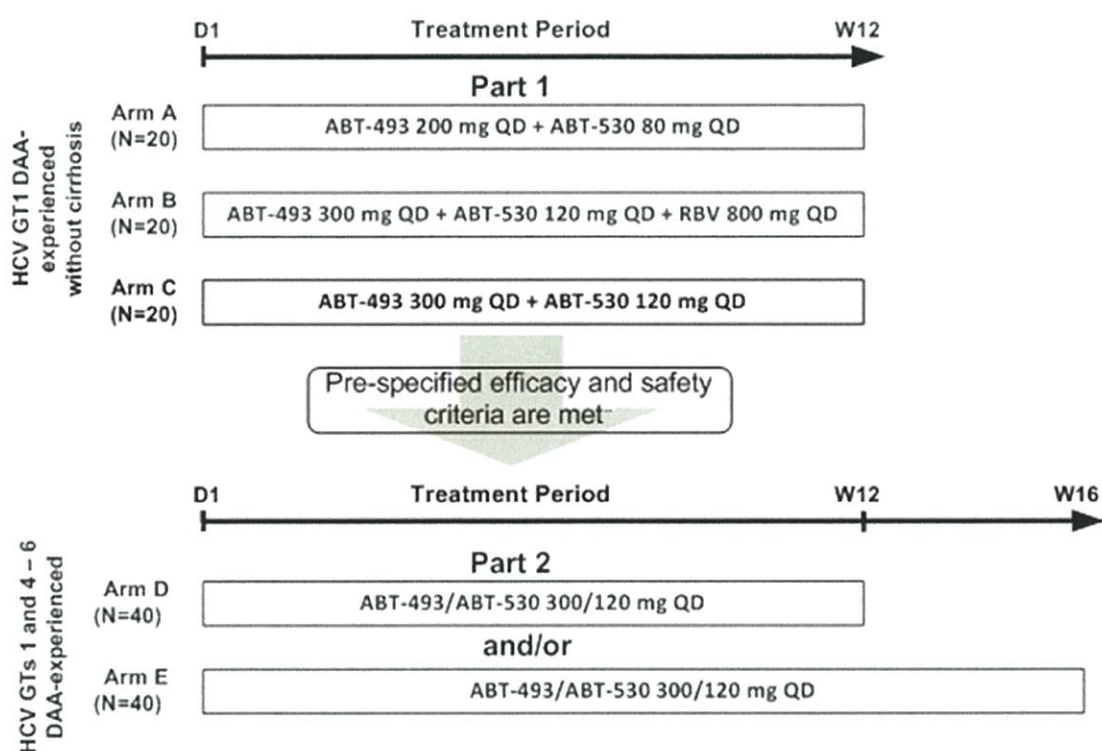 D1 Treatment Period W12
Part 1
HCV GT1 DAA-
experienced
without cirrhosis
Arm A
(N=20)
ABT-493 200 mg QD + ABT-530 80 mg QD
Arm B
(N=20)
ABT-493 300 mg QD + ABT-530 120 mg QD + RBV 800 mg QD
Arm C
(N=20)
ABT-493 300 mg QD + ABT-530 120 mg QD
Pre-specified efficacy and safety
criteria are met
D1 Treatment Period W12 W16
Part 2
HCV GTs 1 and 4 – 6
DAA-experienced
Arm D
(N=40)
ABT-493/ABT-530 300/120 mg QD
and/or
Arm E
(N=40)
ABT-493/ABT-530 300/120 mg QD